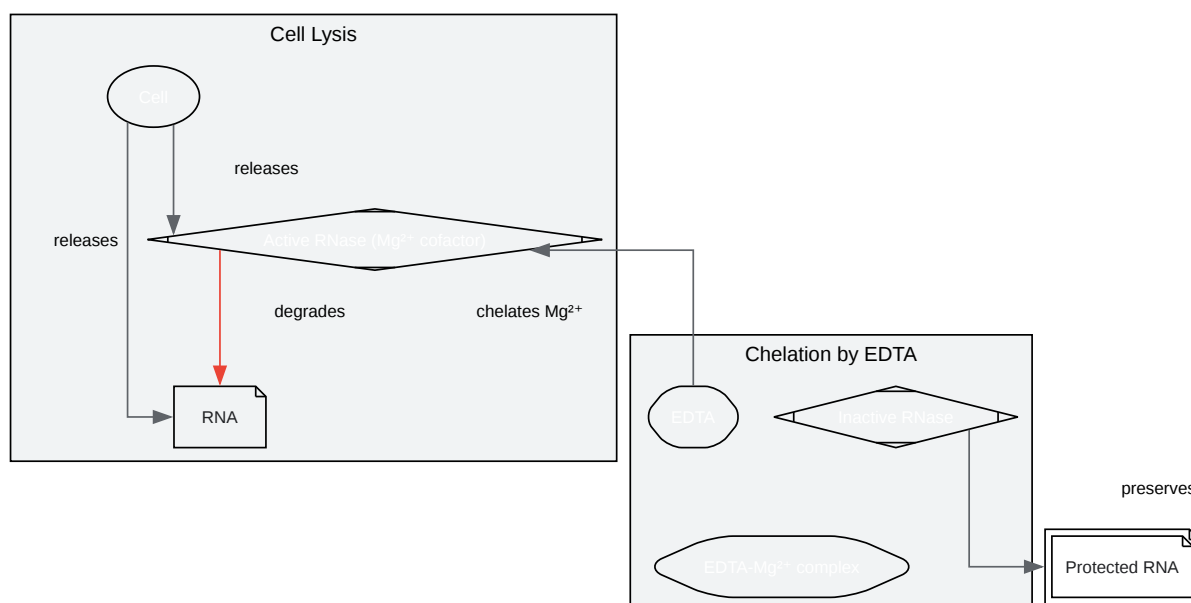 Cell Lysis
Cell
releases
releases
Active RNase (Mg²⁺ cofactor)
degrades
chelates Mg²⁺
RNA
Chelation by EDTA
EDTA
Inactive RNase
preserves
EDTA-Mg²⁺ complex
Protected RNA